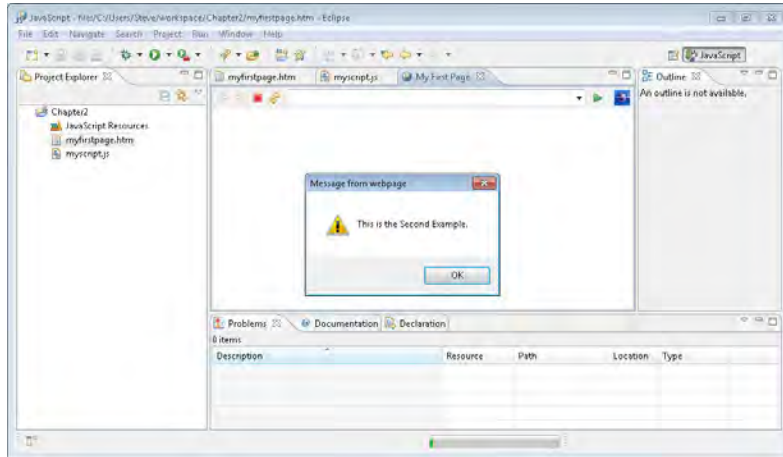 JavaScript - file:/C:/Users/Steve/workspace/Chapter2/myfirstpage.htm - Eclipse
File Edit Navigate Search Project Run Window Help
JavaScript
Project Explorer
myfirstpage.htm
myscript.js
My First Page
Outline
An outline is not available.
Chapter2
JavaScript Resources
myfirstpage.htm
myscript.js
Message from webpage
This is the Second Example.
OK
Problems
Documentation
Declaration
0 items
Description
Resource
Path
Location
Type